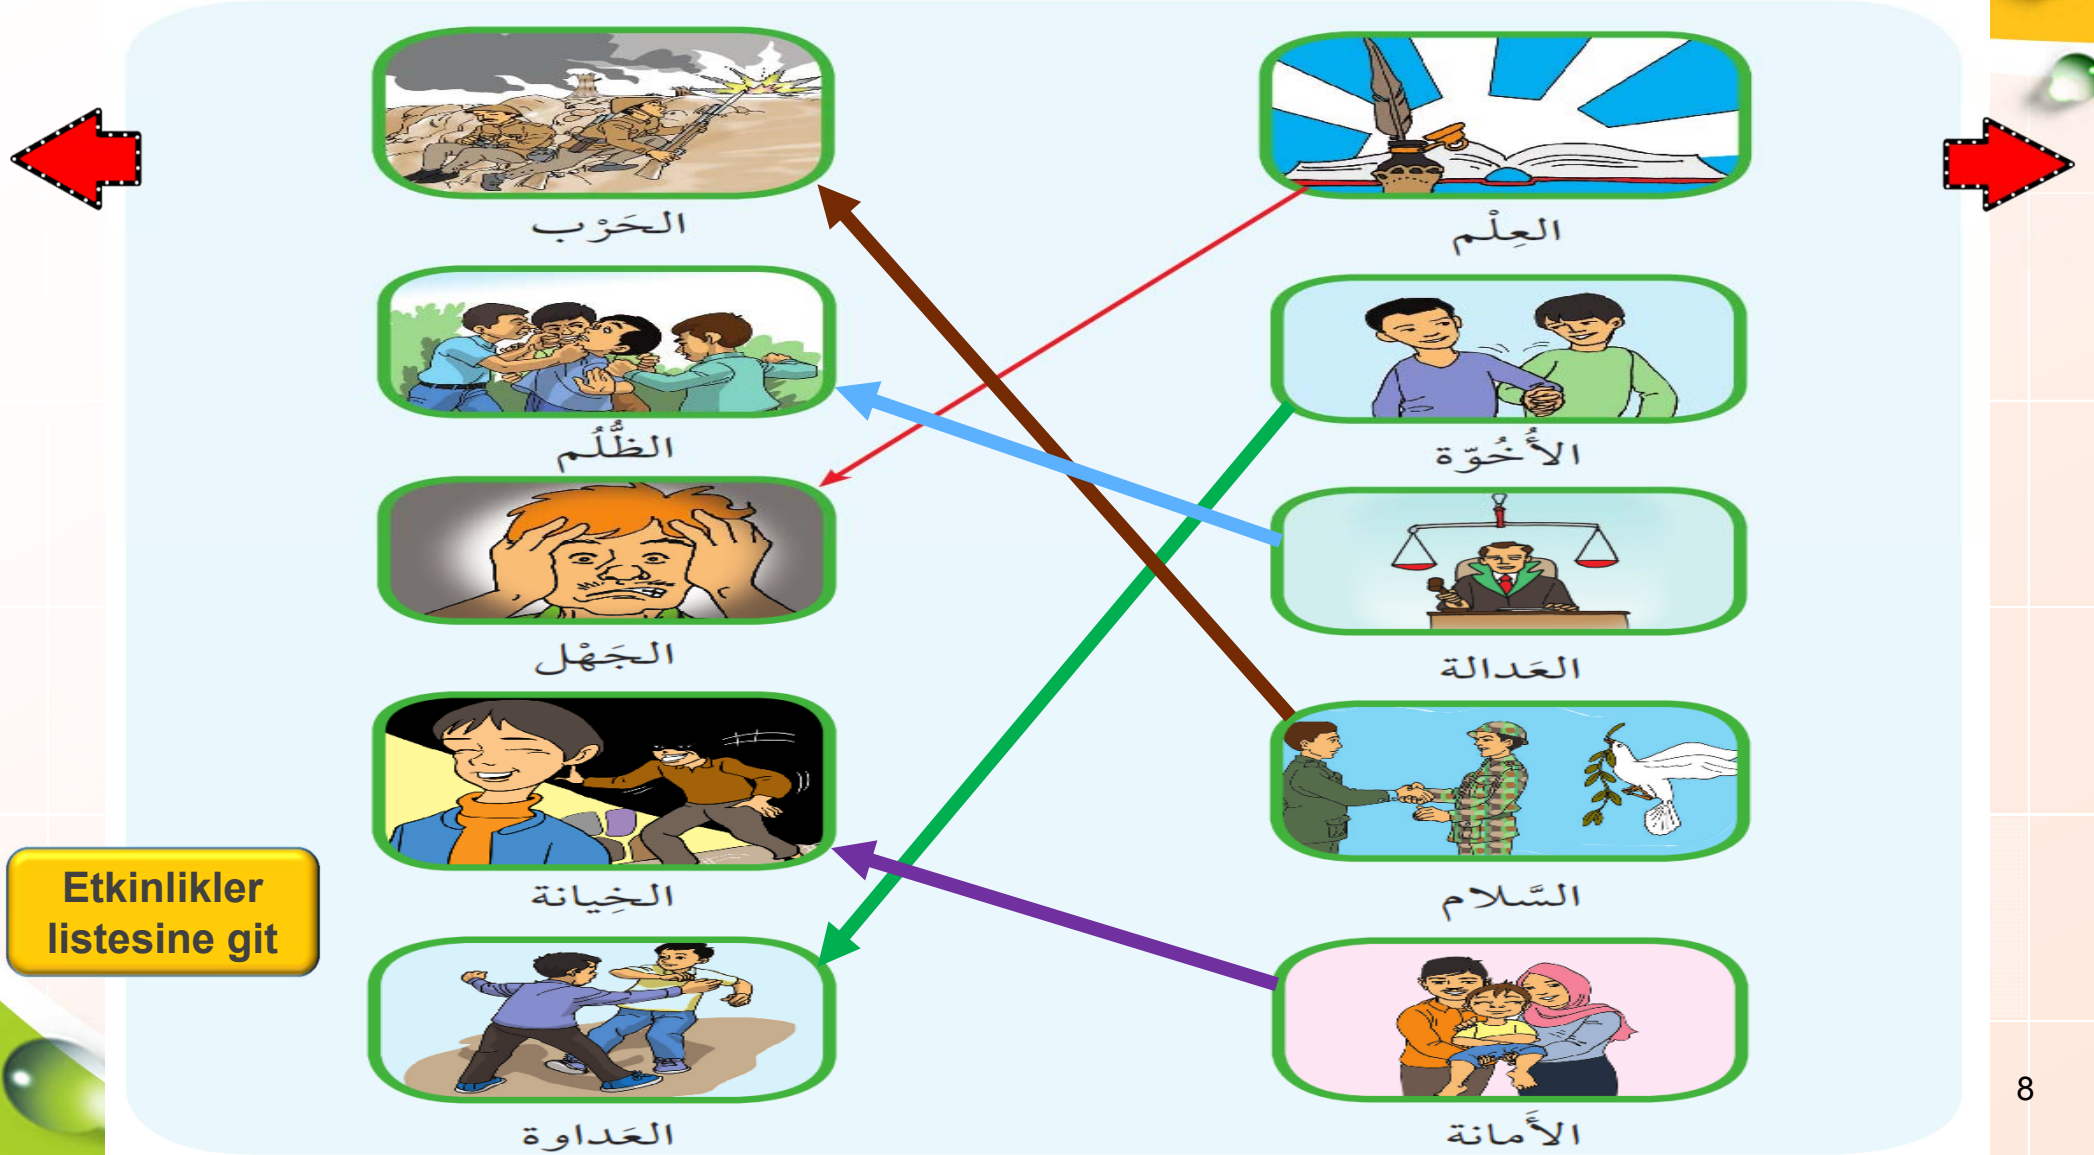 العِلْم
الحَرْب
الأُخُوّة
الظُّلُم
العَدالة
الجَهْل
السَّلام
الخِيانة
الأَمانة
العَداوة
Etkinlikler
listesine git
8